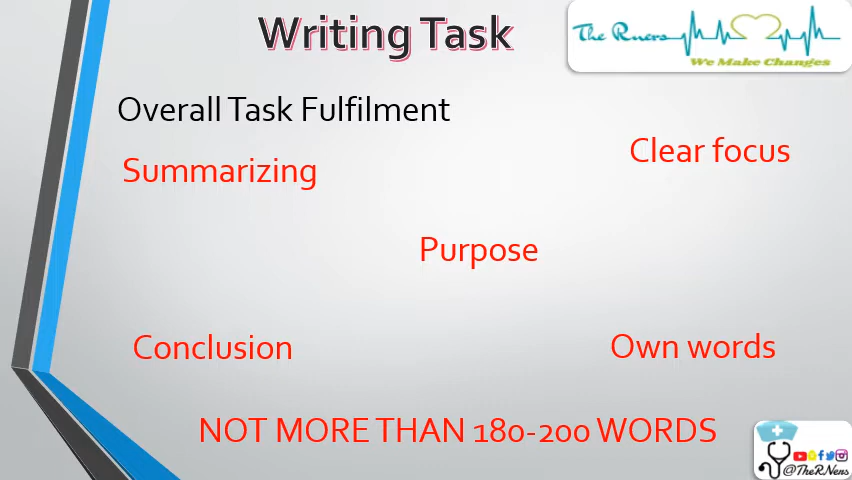 Writing Task
The Rners
We Make Changes
Overall Task Fulfilment
Clear focus
Summarizing
Purpose
Conclusion
Own words
NOT MORE THAN 180-200 WORDS
@TheRNers